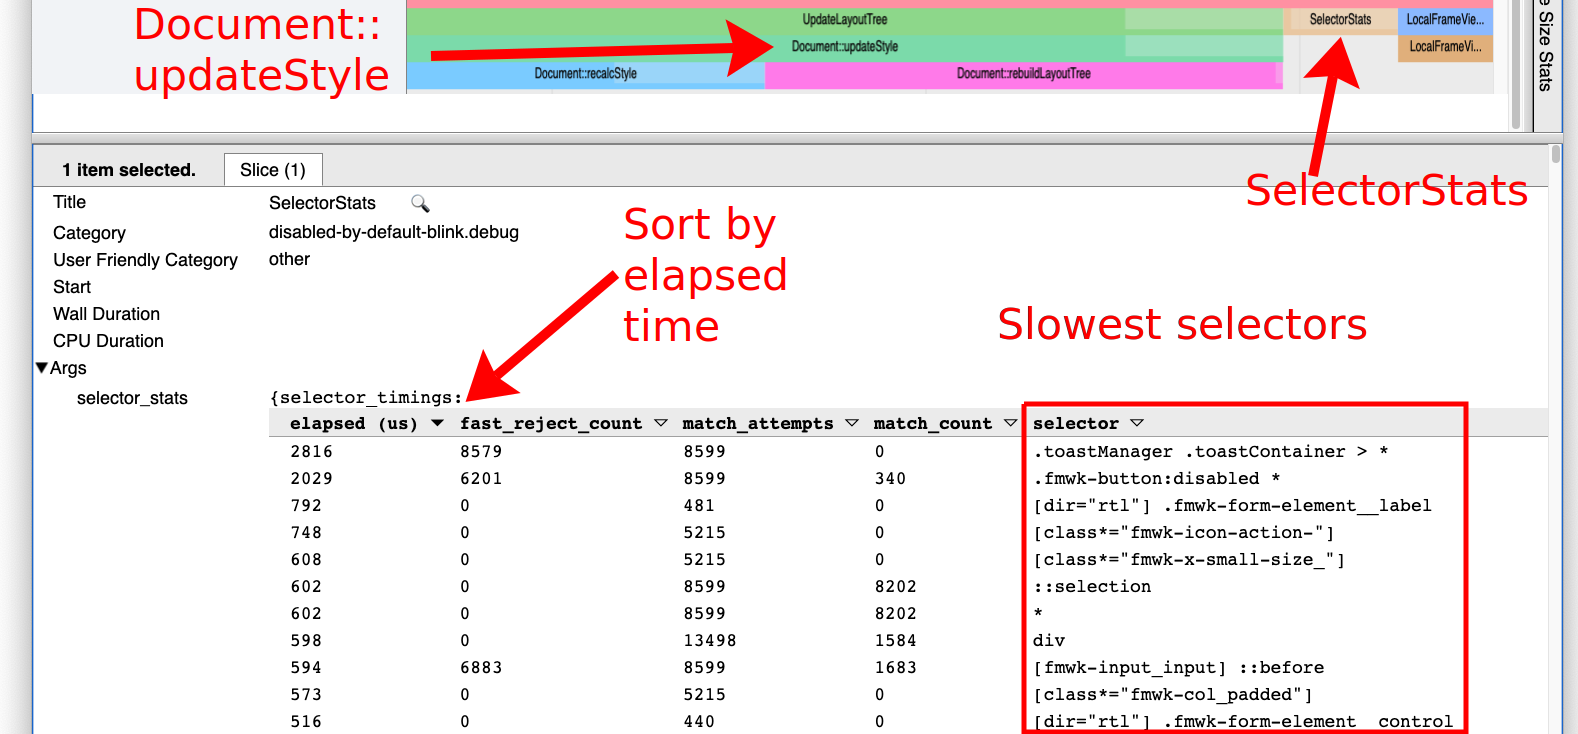 Document::
updateStyle
UpdateLayoutTree
SelectorStats
LocalFrameVie...
Document::updateStyle
LocalFrameVi...
Document::recalcStyle
Document::rebuildLayoutTree
e Size Stats
SelectorStats
1 item selected.
Slice (1)
Title SelectorStats
Category disabled-by-default-blink.debug
User Friendly Category other
Start
Wall Duration
CPU Duration
Sort by
elapsed
time
Slowest selectors
▼Args
selector_stats {selector_timings:
elapsed (us) ▼ fast_reject_count ▽ match_attempts ▽ match_count ▽ selector ▽
2816 8579 8599 0 .toastManager .toastContainer > *
2029 6201 8599 340 .fmwk-button:disabled *
792 0 481 0 [dir="rtl"] .fmwk-form-element__label
748 0 5215 0 [class*="fmwk-icon-action-"]
608 0 5215 0 [class*="fmwk-x-small-size_"]
602 0 8599 8202 ::selection
602 0 8599 8202 *
598 0 13498 1584 div
594 6883 8599 1683 [fmwk-input_input] ::before
573 0 5215 0 [class*="fmwk-col_padded"]
516 0 440 0 [dir="rtl"] .fmwk-form-element__control